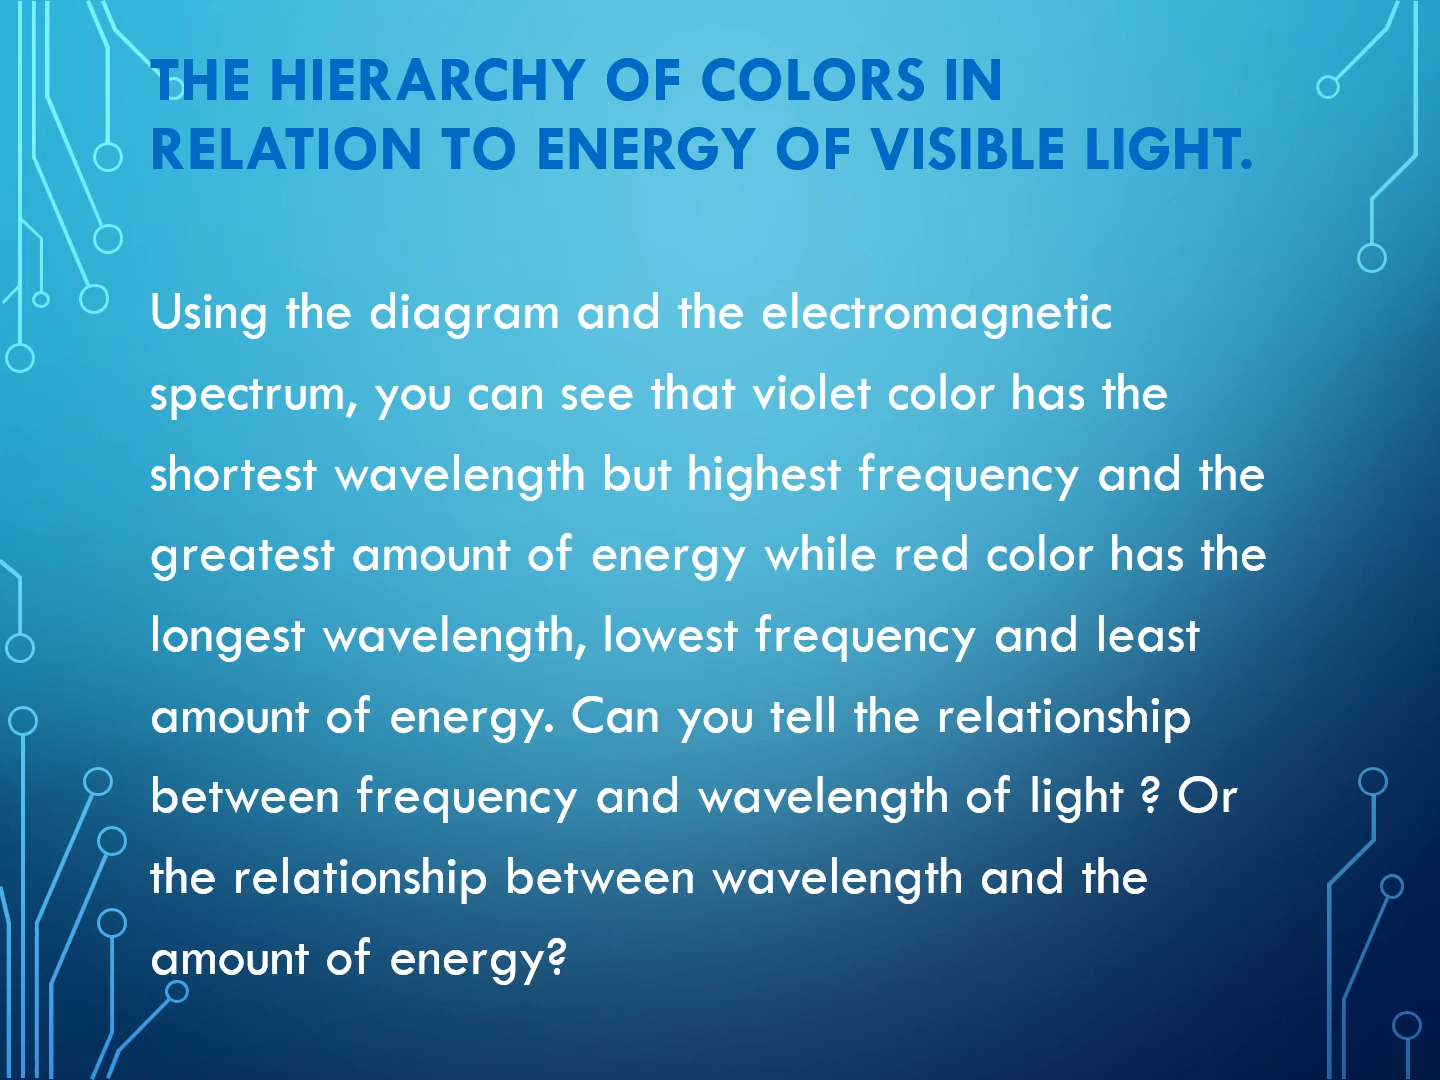 THE HIERARCHY OF COLORS IN
RELATION TO ENERGY OF VISIBLE LIGHT.
Using the diagram and the electromagnetic
spectrum, you can see that violet color has the
shortest wavelength but highest frequency and the
greatest amount of energy while red color has the
longest wavelength, lowest frequency and least
amount of energy. Can you tell the relationship
between frequency and wavelength of light ? Or
the relationship between wavelength and the
amount of energy?